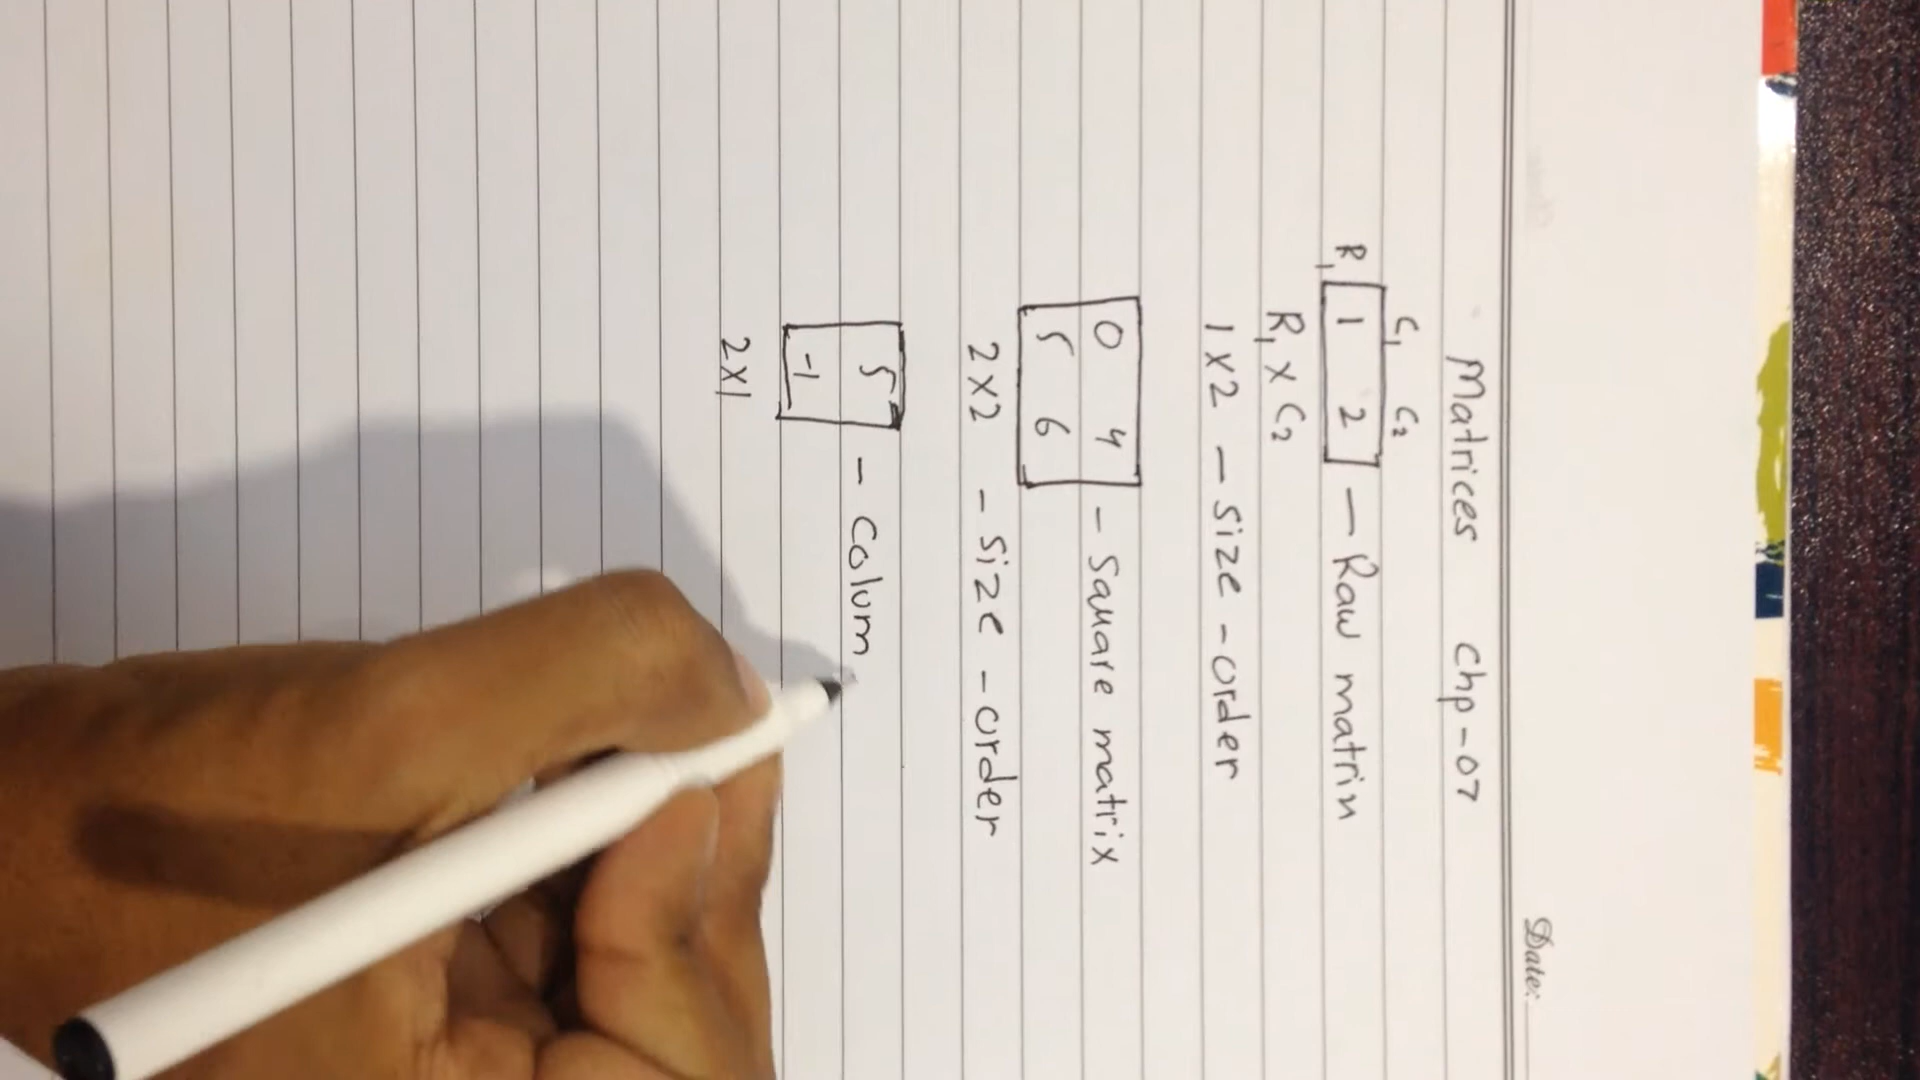 Date:
Matrices Chp-07
C1 C2
R1 [1 2] - Raw matrin
R1 x C2
1x2 - size - order
0 4 - square matrix
5 6
2x2 - size - order
5 - Colum
-1
2x1